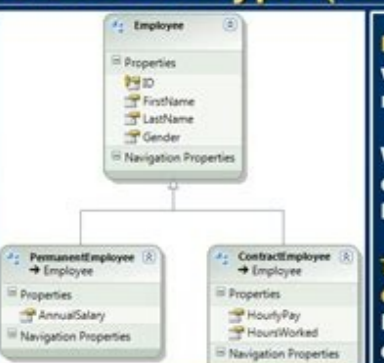 Employee
Properties
ID
FirstName
LastName
Gender
Navigation Properties
PermanentEmployee
→ Employee
Properties
AnnualSalary
Navigation Properties
ContractEmployee
→ Employee
Properties
HourlyPay
HoursWorked
Navigation Properties